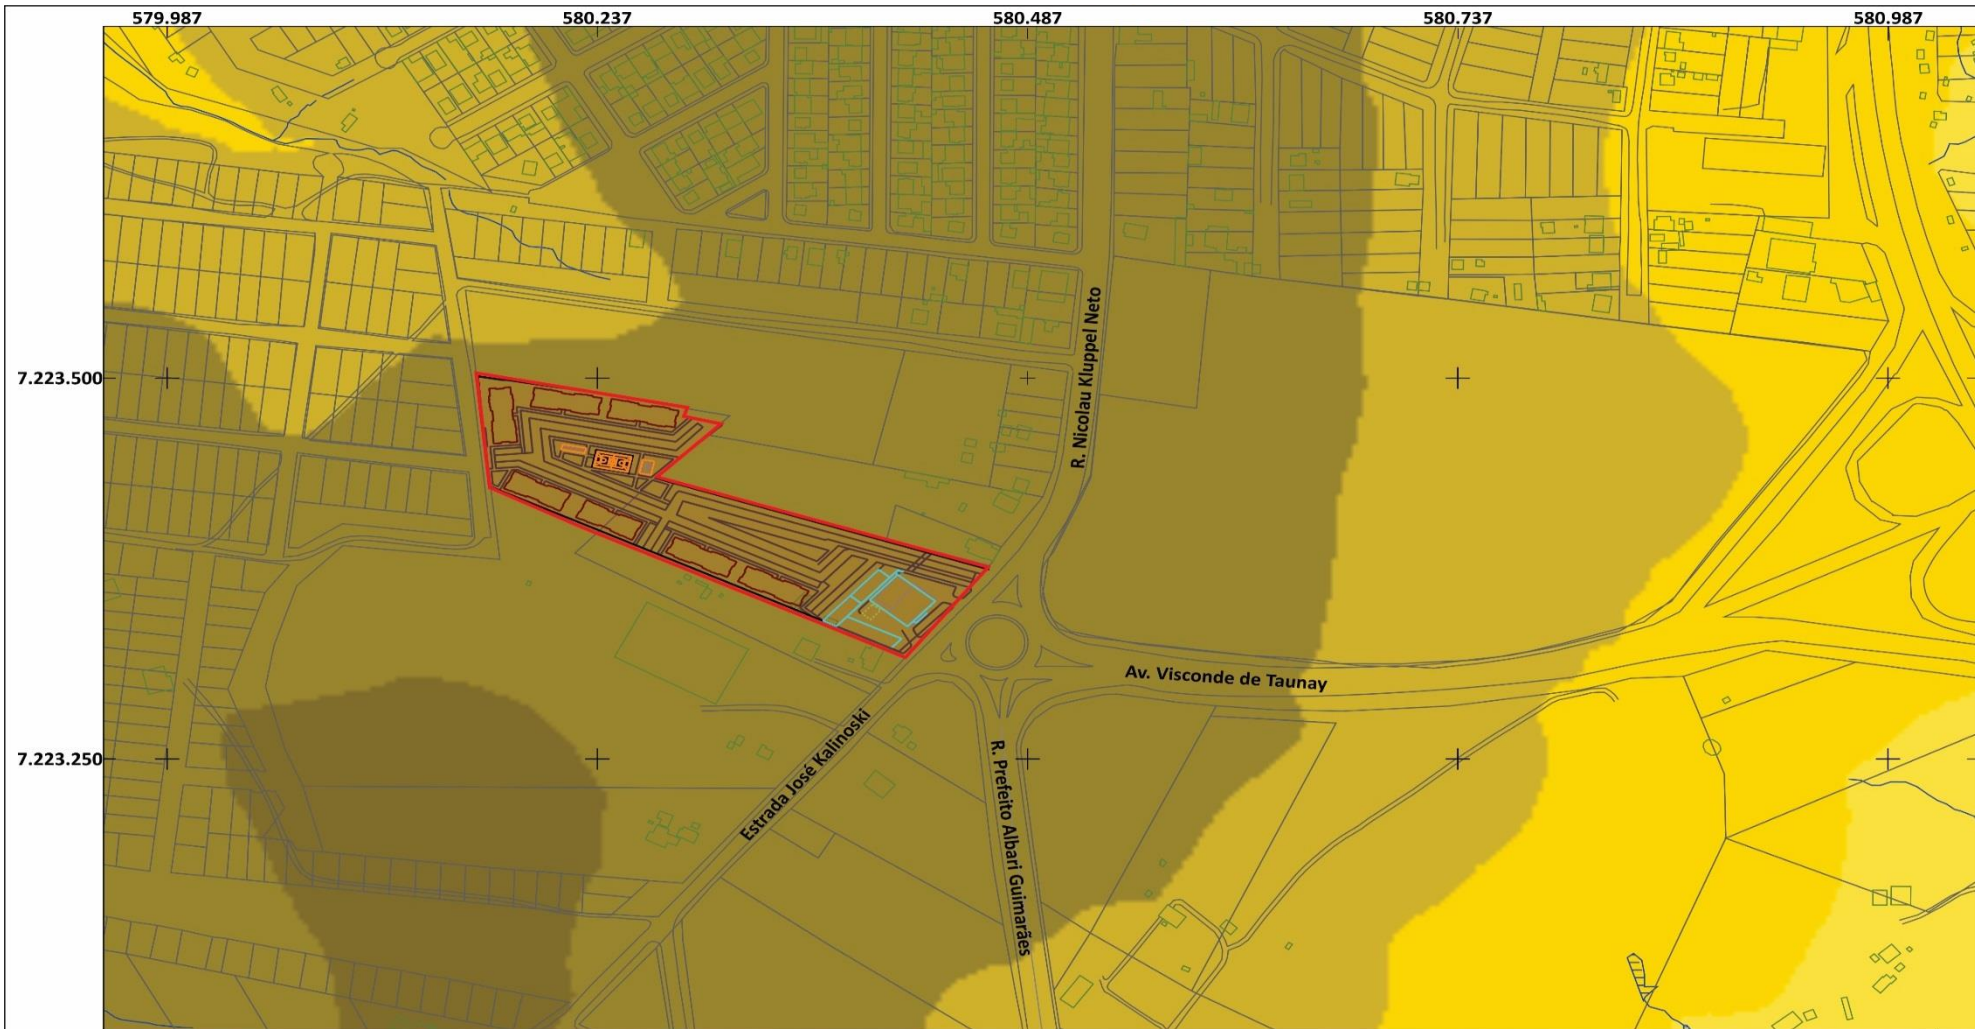 579.987 580.237 580.487 580.737 580.987
7.223.500
R. Nicolau Kluppel Neto
Av. Visconde de Taunay
Estrada José Kalinoski
7.223.250
R. Prefeito Albari Guimarães